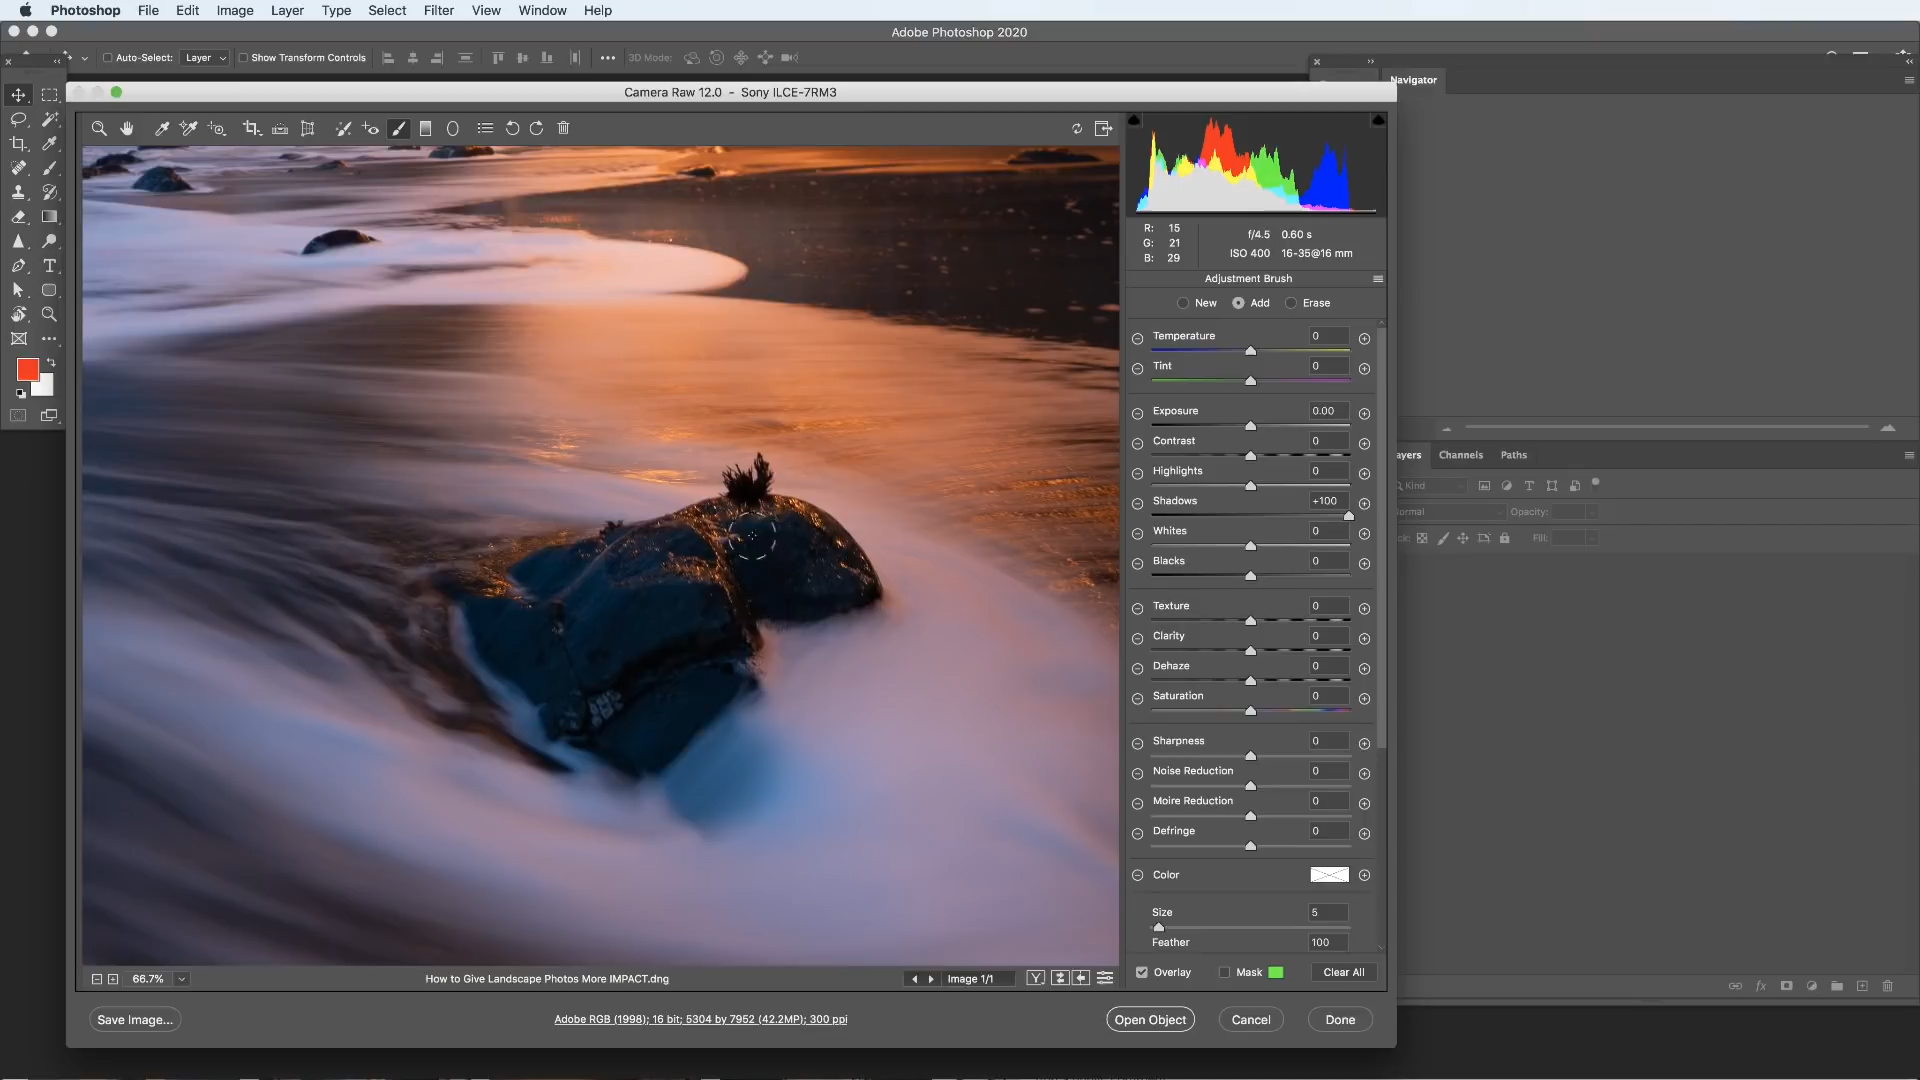 Photoshop File Edit Image Layer Type Select Filter View Window Help
Adobe Photoshop 2020
Auto-Select: Layer Show Transform Controls 3D Mode:
Navigator
Camera Raw 12.0 - Sony ILCE-7RM3
R: 15
G: 21
B: 29
f/4.5 0.60 s
ISO 400 16-35@16 mm
Adjustment Brush
New Add Erase
Temperature 0
Tint 0
Exposure 0.00
Contrast 0
Highlights 0
Shadows +100
Whites 0
Blacks 0
Texture 0
Clarity 0
Dehaze 0
Saturation 0
Sharpness 0
Noise Reduction 0
Moire Reduction 0
Defringe 0
Color
Size 5
Feather 100
Overlay Mask Clear All
ayers Channels Paths
Kind
ormal Opacity:
ck: Fill:
66.7% How to Give Landscape Photos More IMPACT.dng Image 1/1 Y
Save Image... Adobe RGB (1998); 16 bit; 5304 by 7952 (42.2MP); 300 ppi Open Object Cancel Done